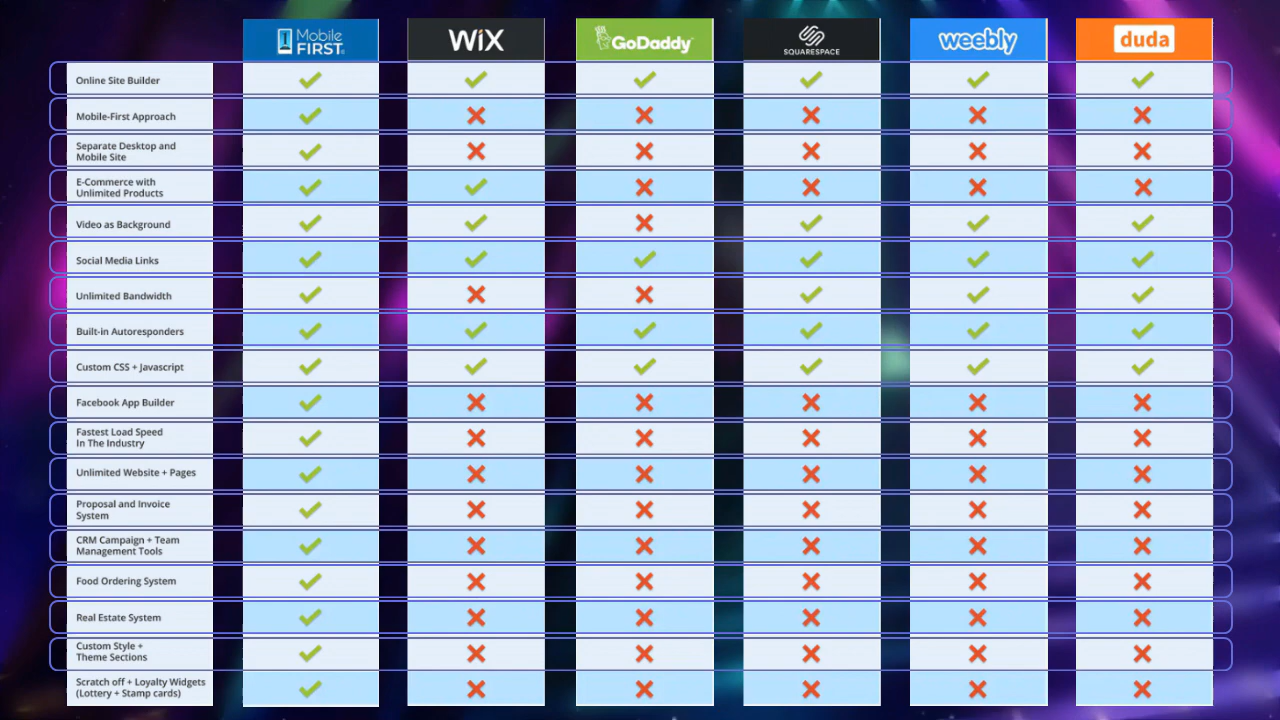 Mobile
FIRST
WiX
GoDaddy
SQUARESPACE
weebly
duda
Online Site Builder
Mobile-First Approach
Separate Desktop and
Mobile Site
E-Commerce with
Unlimited Products
Video as Background
Social Media Links
Unlimited Bandwidth
Built-in Autoresponders
Custom CSS + Javascript
Facebook App Builder
Fastest Load Speed
In The Industry
Unlimited Website + Pages
Proposal and Invoice
System
CRM Campaign + Team
Management Tools
Food Ordering System
Real Estate System
Custom Style +
Theme Sections
Scratch off + Loyalty Widgets
(Lottery + Stamp cards)